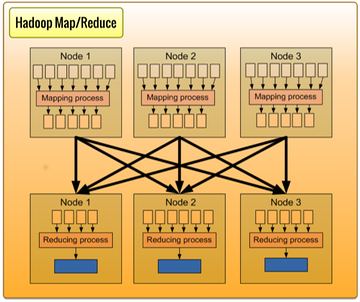 Hadoop Map/Reduce
Node 1
Node 2
Node 3
Mapping process
Mapping process
Mapping process
Node 1
Node 2
Node 3
Reducing process
Reducing process
Reducing process